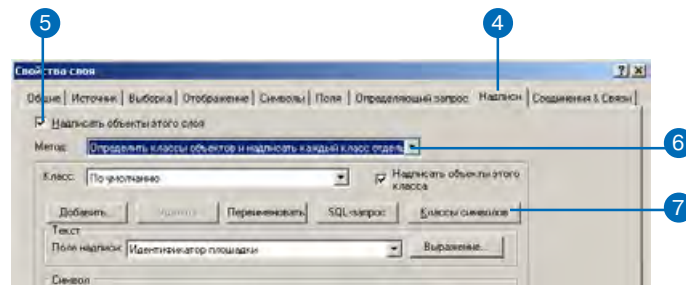 5
4
Свойства слоя
Общие Источник Выборка Отображение Символы Поля Определяющий запрос Надписи Соединения & Связи
Надписать объекты этого слоя
Метод: Определить классы объектов и надписать каждый класс отдель
6
Класс: По умолчанию Надписать объекты этого
класса
Добавить... Удалить Переименовать SQL-запрос Классы символов
7
Текст
Поле надписи: Идентификатор площадки Выражение...
Символ